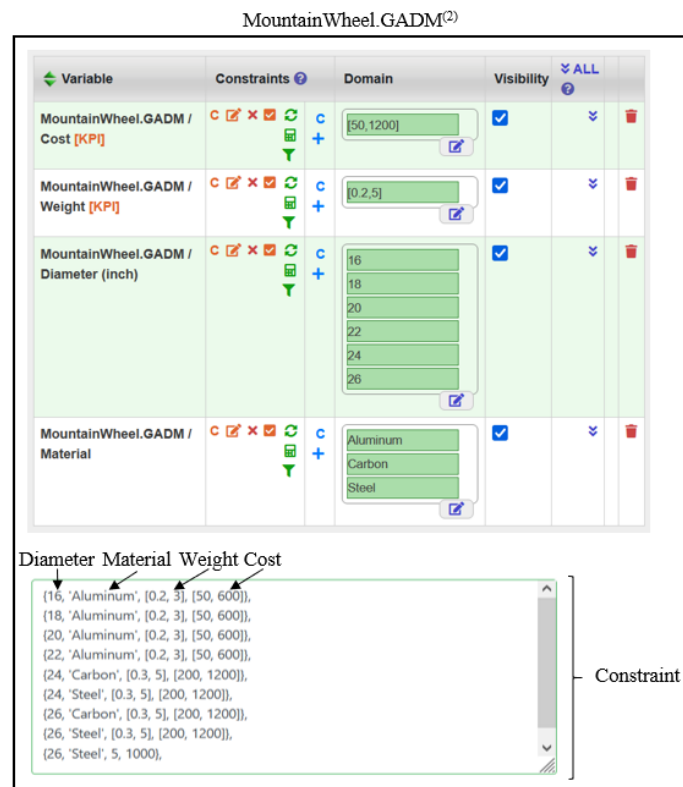 MountainWheel.GADM(2)
Variable Constraints Domain Visibility ALL
MountainWheel.GADM /
Cost [KPI]
C
C
[50,1200]
MountainWheel.GADM /
Weight [KPI]
C
C
[0.2,5]
MountainWheel.GADM /
Diameter (inch)
C
C
16
18
20
22
24
26
MountainWheel.GADM /
Material
C
C
Aluminum
Carbon
Steel
Diameter Material Weight Cost
{16, 'Aluminum', [0.2, 3], [50, 600]},
{18, 'Aluminum', [0.2, 3], [50, 600]},
{20, 'Aluminum', [0.2, 3], [50, 600]},
{22, 'Aluminum', [0.2, 3], [50, 600]},
{24, 'Carbon', [0.3, 5], [200, 1200]},
{24, 'Steel', [0.3, 5], [200, 1200]},
{26, 'Carbon', [0.3, 5], [200, 1200]},
{26, 'Steel', [0.3, 5], [200, 1200]},
{26, 'Steel', 5, 1000},
Constraint